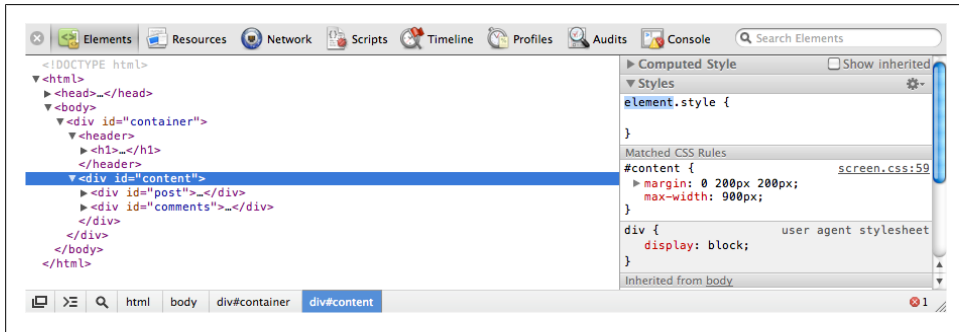 Elements Resources Network Scripts Timeline Profiles Audits Console Search Elements
<!DOCTYPE html>
▼<html>
▶<head>…</head>
▼<body>
▼<div id="container">
▼<header>
▶<h1>…</h1>
</header>
▼<div id="content">
▶<div id="post">…</div>
▶<div id="comments">…</div>
</div>
</div>
</body>
</html>
▶ Computed Style Show inherited
▼ Styles
element.style {
}
Matched CSS Rules
#content { screen.css:59
▶ margin: 0 200px 200px;
max-width: 900px;
}
div { user agent stylesheet
display: block;
}
Inherited from body
html body div#container div#content 1